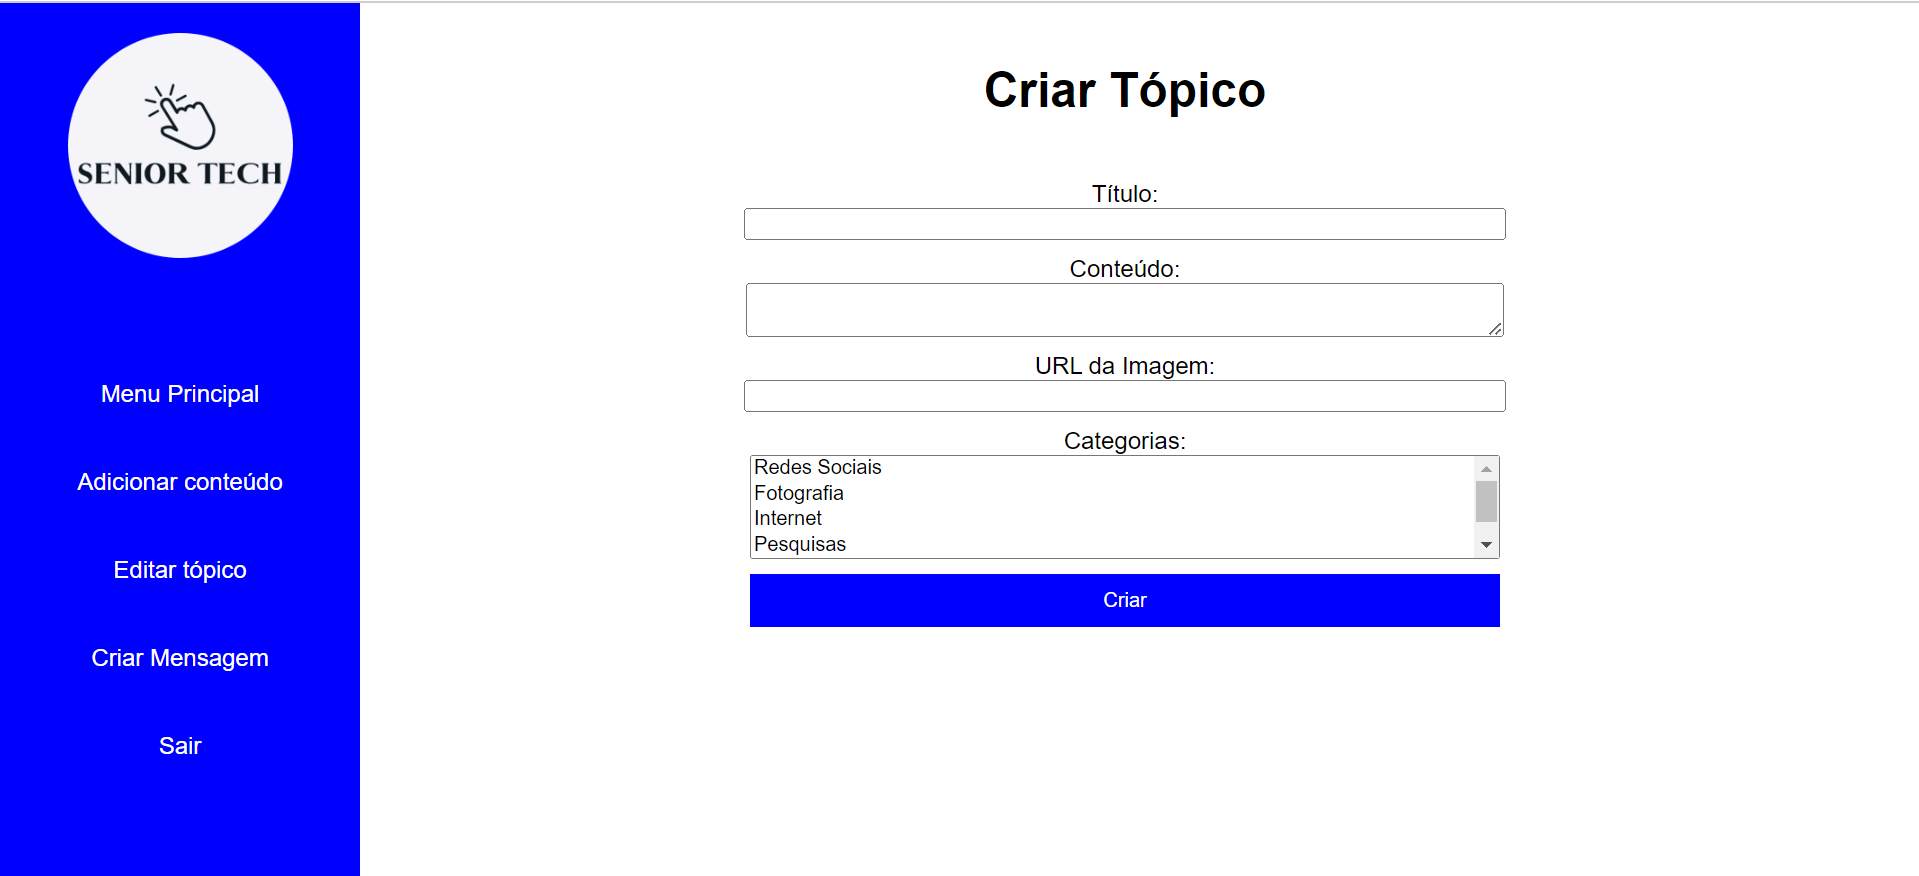 SENIOR TECH
Menu Principal
Adicionar conteúdo
Editar tópico
Criar Mensagem
Sair
Criar Tópico
Título:
Conteúdo:
URL da Imagem:
Categorias:
Redes Sociais
Fotografia
Internet
Pesquisas
Criar